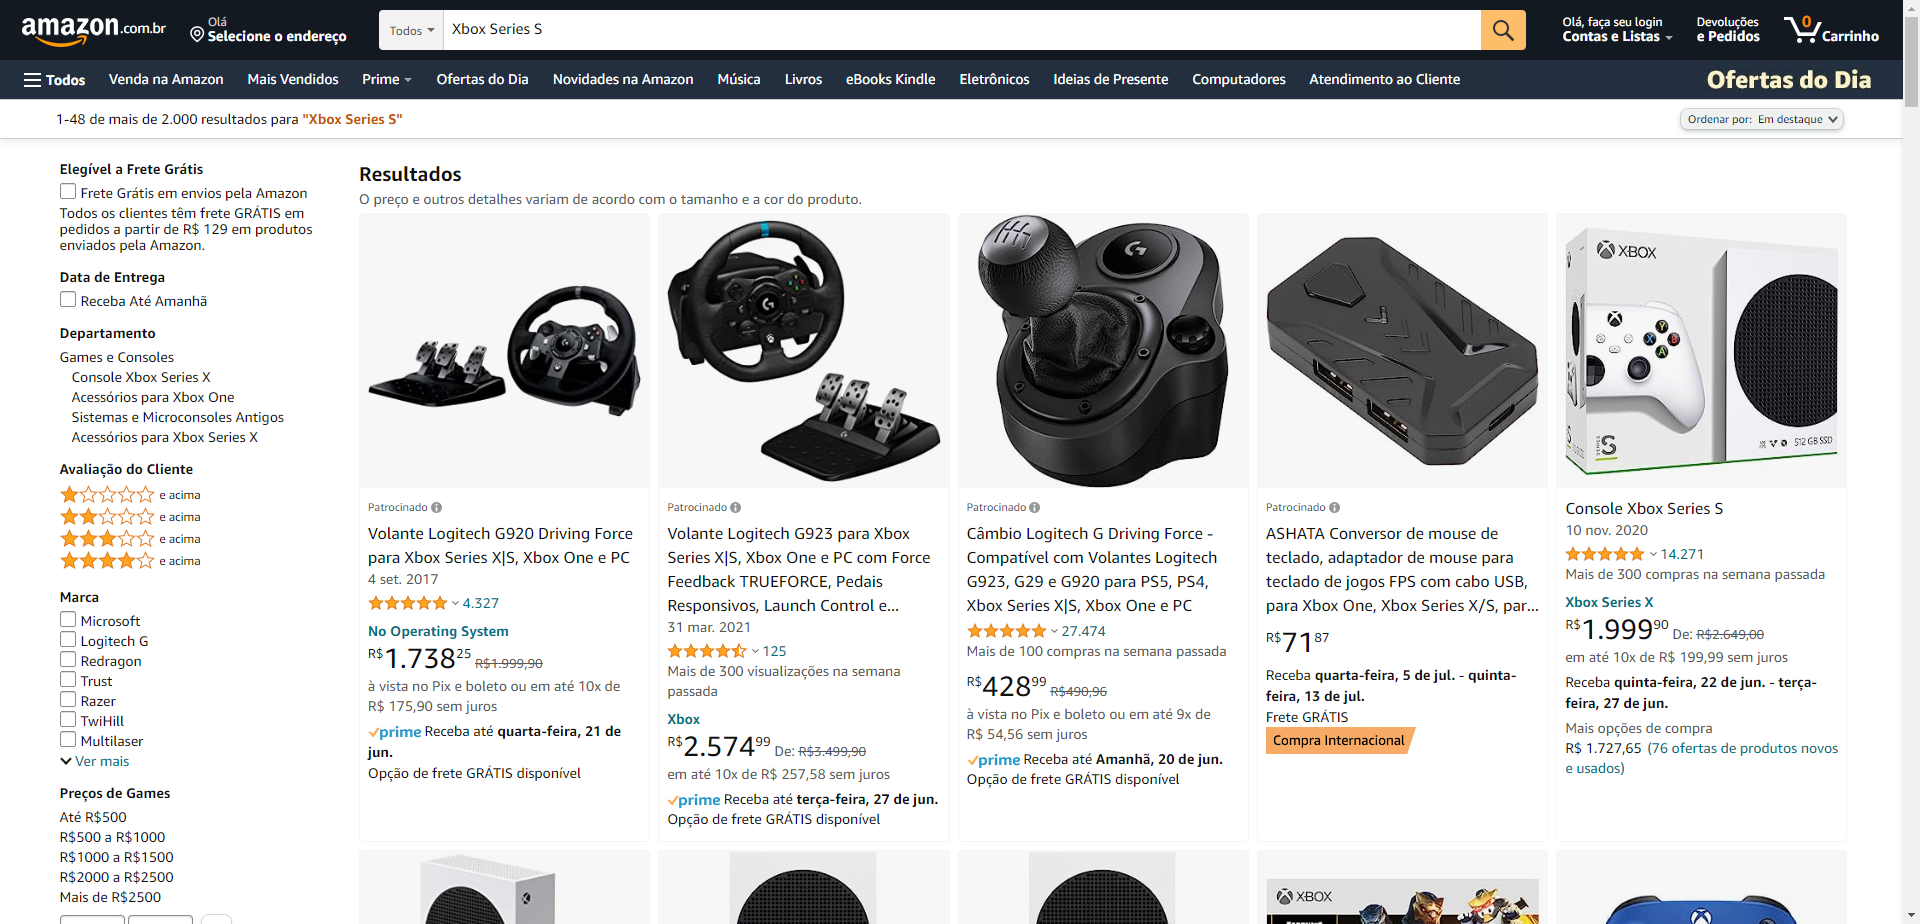 amazon.com.br
Olá
Selecione o endereço
Todos
Xbox Series S
Olá, faça seu login
Contas e Listas
Devoluções
e Pedidos
0
Carrinho
Todos
Venda na Amazon
Mais Vendidos
Prime
Ofertas do Dia
Novidades na Amazon
Música
Livros
eBooks Kindle
Eletrônicos
Ideias de Presente
Computadores
Atendimento ao Cliente
Ofertas do Dia
1-48 de mais de 2.000 resultados para "Xbox Series S"
Ordenar por: Em destaque
Elegível a Frete Grátis
Frete Grátis em envios pela Amazon
Todos os clientes têm frete GRÁTIS em
pedidos a partir de R$ 129 em produtos
enviados pela Amazon.
Data de Entrega
Receba Até Amanhã
Departamento
Games e Consoles
Console Xbox Series X
Acessórios para Xbox One
Sistemas e Microconsoles Antigos
Acessórios para Xbox Series X
Avaliação do Cliente
e acima
e acima
e acima
e acima
Marca
Microsoft
Logitech G
Redragon
Trust
Razer
TwiHill
Multilaser
Ver mais
Preços de Games
Até R$500
R$500 a R$1000
R$1000 a R$1500
R$2000 a R$2500
Mais de R$2500
Resultados
O preço e outros detalhes variam de acordo com o tamanho e a cor do produto.
Patrocinado
Volante Logitech G920 Driving Force
para Xbox Series X|S, Xbox One e PC
4 set. 2017
4.327
No Operating System
R$1.73825 R$1.999,90
à vista no Pix e boleto ou em até 10x de
R$ 175,90 sem juros
prime Receba até quarta-feira, 21 de
jun.
Opção de frete GRÁTIS disponível
Patrocinado
Volante Logitech G923 para Xbox
Series X|S, Xbox One e PC com Force
Feedback TRUEFORCE, Pedais
Responsivos, Launch Control e...
31 mar. 2021
125
Mais de 300 visualizações na semana
passada
Xbox
R$2.57499 De: R$3.499,90
em até 10x de R$ 257,58 sem juros
prime Receba até terça-feira, 27 de jun.
Opção de frete GRÁTIS disponível
Patrocinado
Câmbio Logitech G Driving Force -
Compatível com Volantes Logitech
G923, G29 e G920 para PS5, PS4,
Xbox Series X|S, Xbox One e PC
27.474
Mais de 100 compras na semana passada
R$42899 R$490,96
à vista no Pix e boleto ou em até 9x de
R$ 54,56 sem juros
prime Receba até Amanhã, 20 de jun.
Opção de frete GRÁTIS disponível
Patrocinado
ASHATA Conversor de mouse de
teclado, adaptador de mouse para
teclado de jogos FPS com cabo USB,
para Xbox One, Xbox Series X/S, par...
R$7187
Receba quarta-feira, 5 de jul. - quinta-
feira, 13 de jul.
Frete GRÁTIS
Compra Internacional
XBOX
X
Y
B
A
SERIES S
512 GB SSD
Console Xbox Series S
10 nov. 2020
14.271
Mais de 300 compras na semana passada
Xbox Series X
R$1.99990 De: R$2.649,00
em até 10x de R$ 199,99 sem juros
Receba quinta-feira, 22 de jun. - terça-
feira, 27 de jun.
Mais opções de compra
R$ 1.727,65 (76 ofertas de produtos novos
e usados)
XBOX